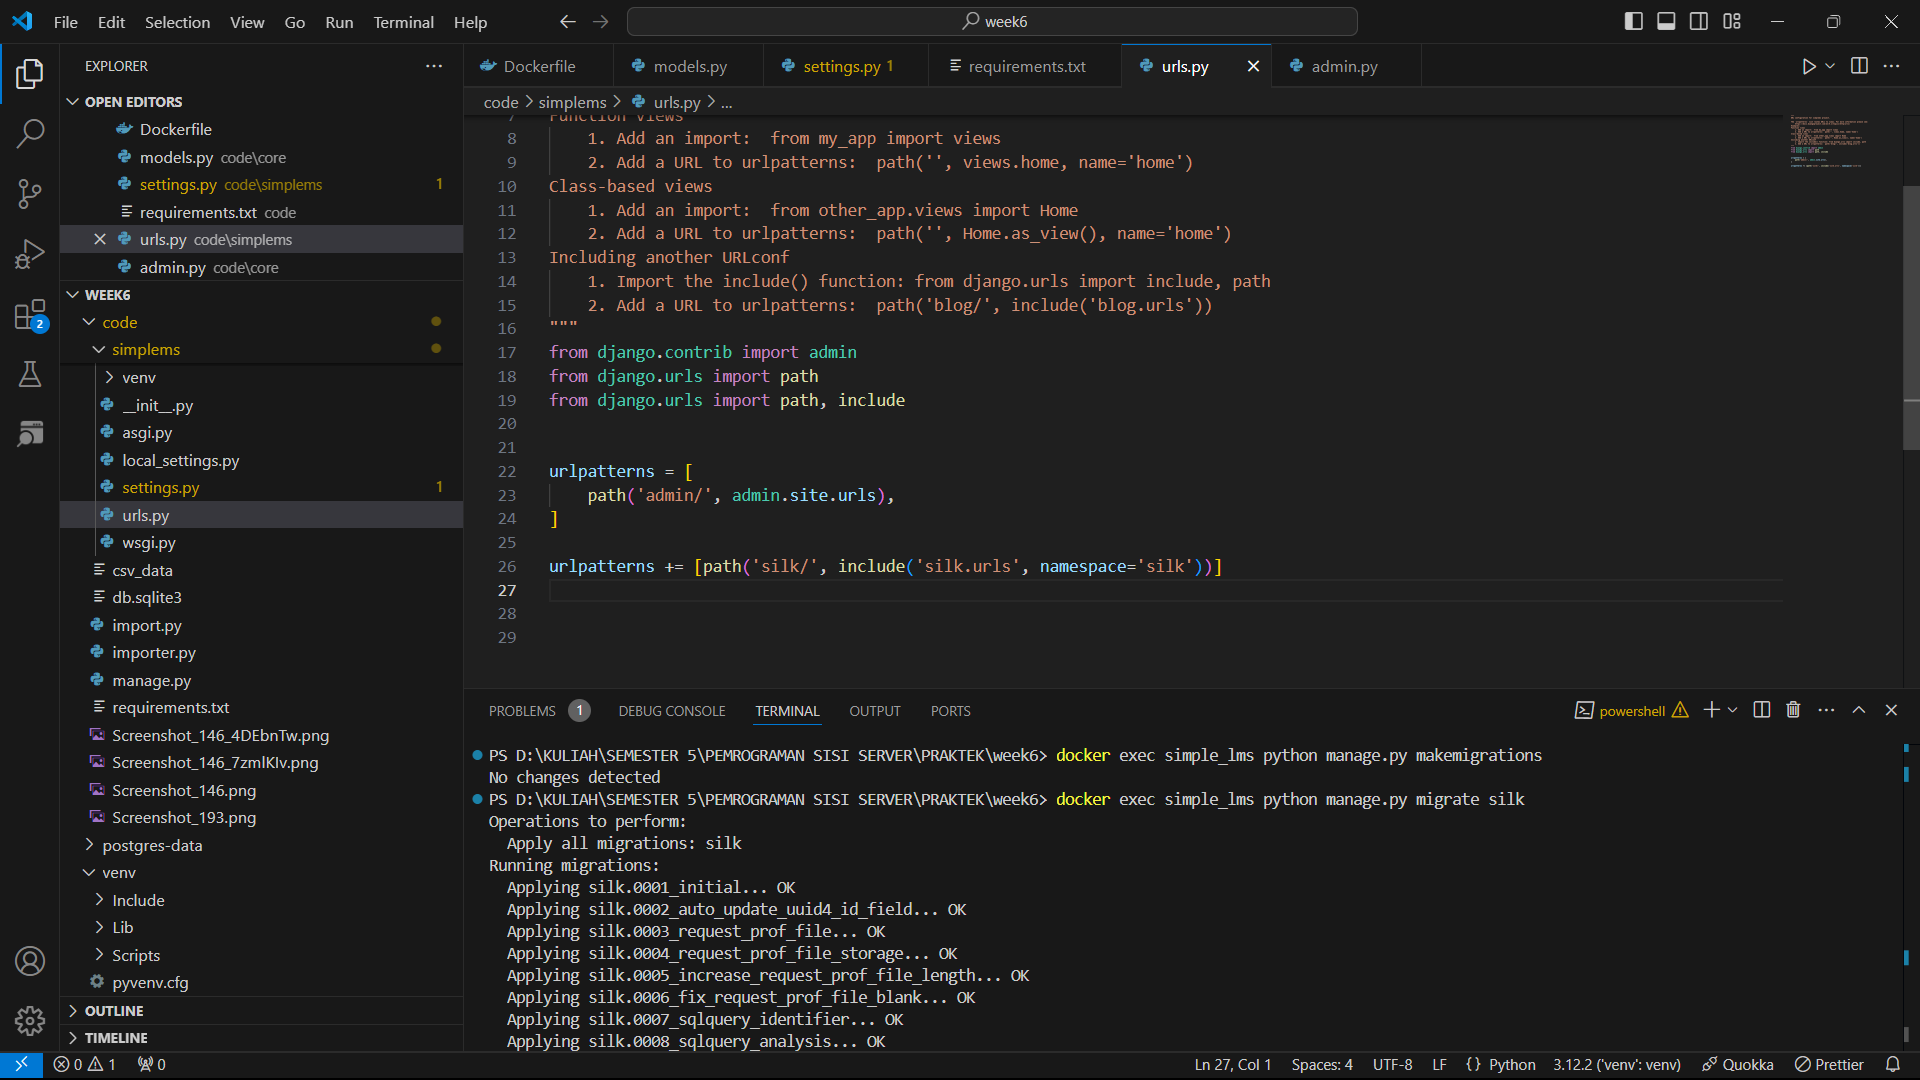 File Edit Selection View Go Run Terminal Help
week6
EXPLORER
OPEN EDITORS
Dockerfile
models.py code\core
settings.py code\simplems 1
requirements.txt code
urls.py code\simplems
admin.py code\core
WEEK6
code
simplems
venv
__init__.py
asgi.py
local_settings.py
settings.py 1
urls.py
wsgi.py
csv_data
db.sqlite3
import.py
importer.py
manage.py
requirements.txt
Screenshot_146_4DEbnTw.png
Screenshot_146_7zmlKIv.png
Screenshot_146.png
Screenshot_193.png
postgres-data
venv
Include
Lib
Scripts
pyvenv.cfg
OUTLINE
TIMELINE
2
Dockerfile models.py settings.py 1 requirements.txt urls.py admin.py
code > simplems > urls.py > ...
7 Function views
8 1. Add an import:  from my_app import views
9 2. Add a URL to urlpatterns:  path('', views.home, name='home')
10 Class-based views
11 1. Add an import:  from other_app.views import Home
12 2. Add a URL to urlpatterns:  path('', Home.as_view(), name='home')
13 Including another URLconf
14 1. Import the include() function: from django.urls import include, path
15 2. Add a URL to urlpatterns:  path('blog/', include('blog.urls'))
16 """
17 from django.contrib import admin
18 from django.urls import path
19 from django.urls import path, include
20
21
22 urlpatterns = [
23 path('admin/', admin.site.urls),
24 ]
25
26 urlpatterns += [path('silk/', include('silk.urls', namespace='silk'))]
27
28
29
PROBLEMS 1 DEBUG CONSOLE TERMINAL OUTPUT PORTS
powershell
PS D:\KULIAH\SEMESTER 5\PEMROGRAMAN SISI SERVER\PRAKTEK\week6> docker exec simple_lms python manage.py makemigrations
No changes detected
PS D:\KULIAH\SEMESTER 5\PEMROGRAMAN SISI SERVER\PRAKTEK\week6> docker exec simple_lms python manage.py migrate silk
Operations to perform:
Apply all migrations: silk
Running migrations:
Applying silk.0001_initial... OK
Applying silk.0002_auto_update_uuid4_id_field... OK
Applying silk.0003_request_prof_file... OK
Applying silk.0004_request_prof_file_storage... OK
Applying silk.0005_increase_request_prof_file_length... OK
Applying silk.0006_fix_request_prof_file_blank... OK
Applying silk.0007_sqlquery_identifier... OK
Applying silk.0008_sqlquery_analysis... OK
0 1 0
Ln 27, Col 1 Spaces: 4 UTF-8 LF {} Python 3.12.2 ('venv': venv) Quokka Prettier